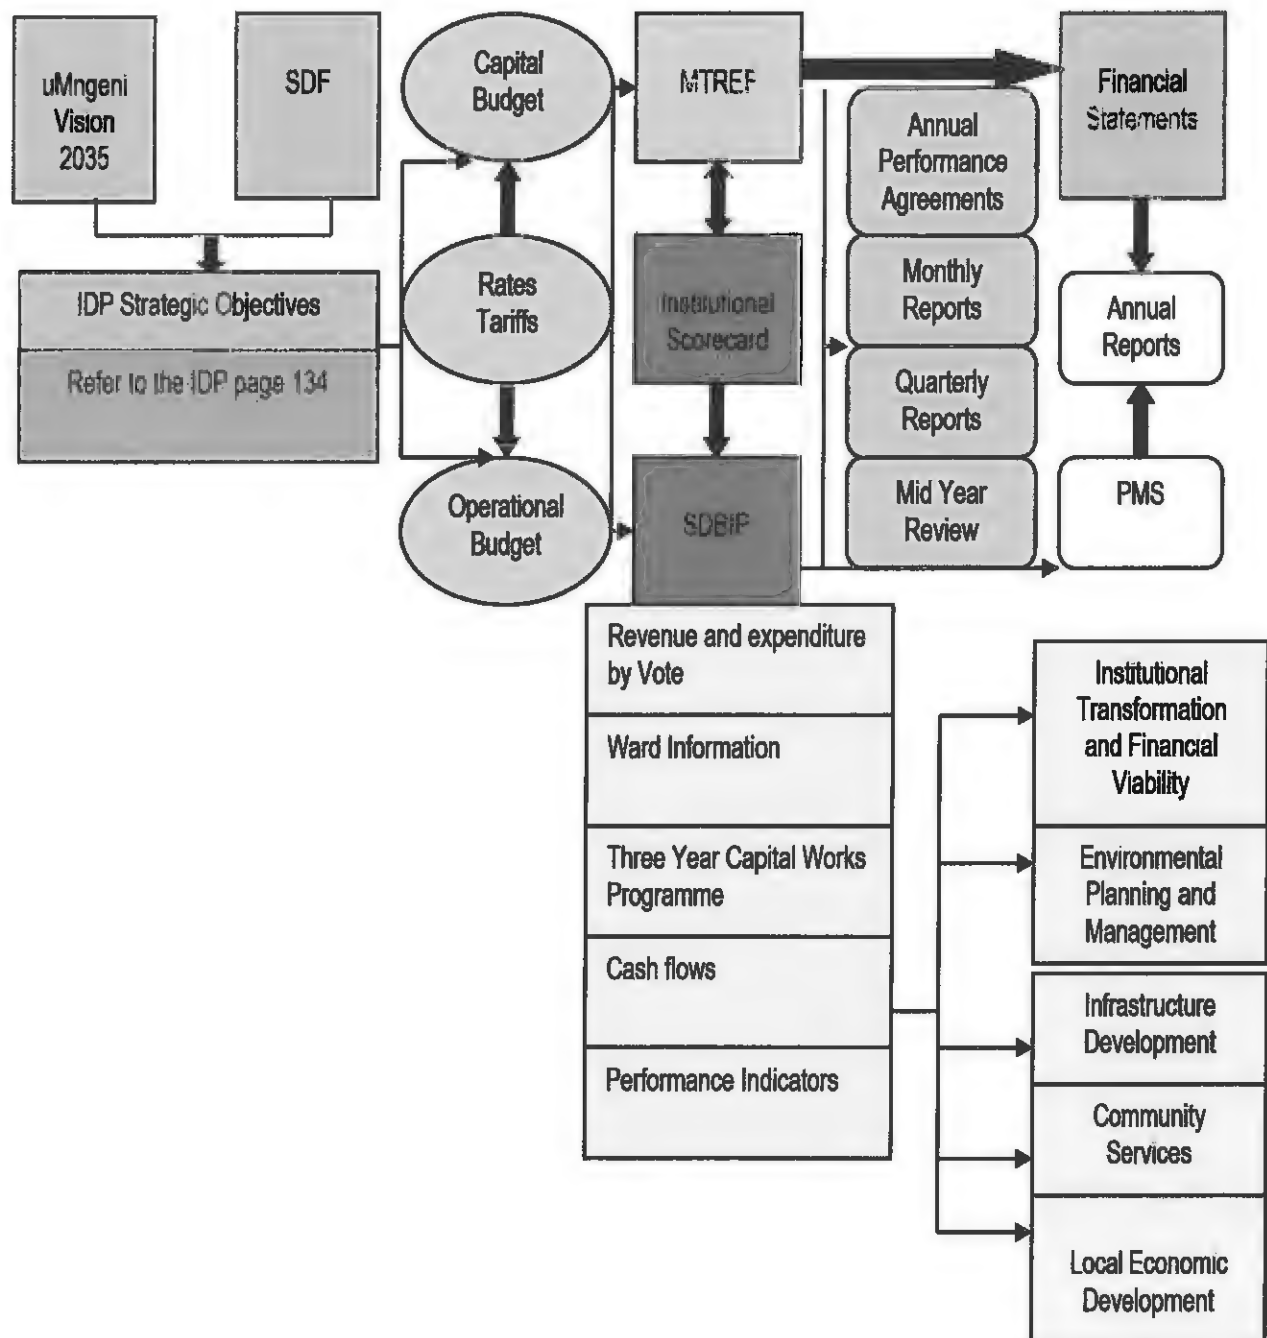 uMngeni
Vision
2035
SDF
IDP Strategic Objectives
Refer to the IDP page 134
Capital
Budget
Rates
Tariffs
Operational
Budget
MTREF
Institutional
Scorecard
SDBIP
Annual
Performance
Agreements
Monthly
Reports
Quarterly
Reports
Mid Year
Review
Financial
Statements
Annual
Reports
PMS
Revenue and expenditure
by Vote
Ward Information
Three Year Capital Works
Programme
Cash flows
Performance Indicators
Institutional
Transformation
and Financial
Viability
Environmental
Planning and
Management
Infrastructure
Development
Community
Services
Local Economic
Development